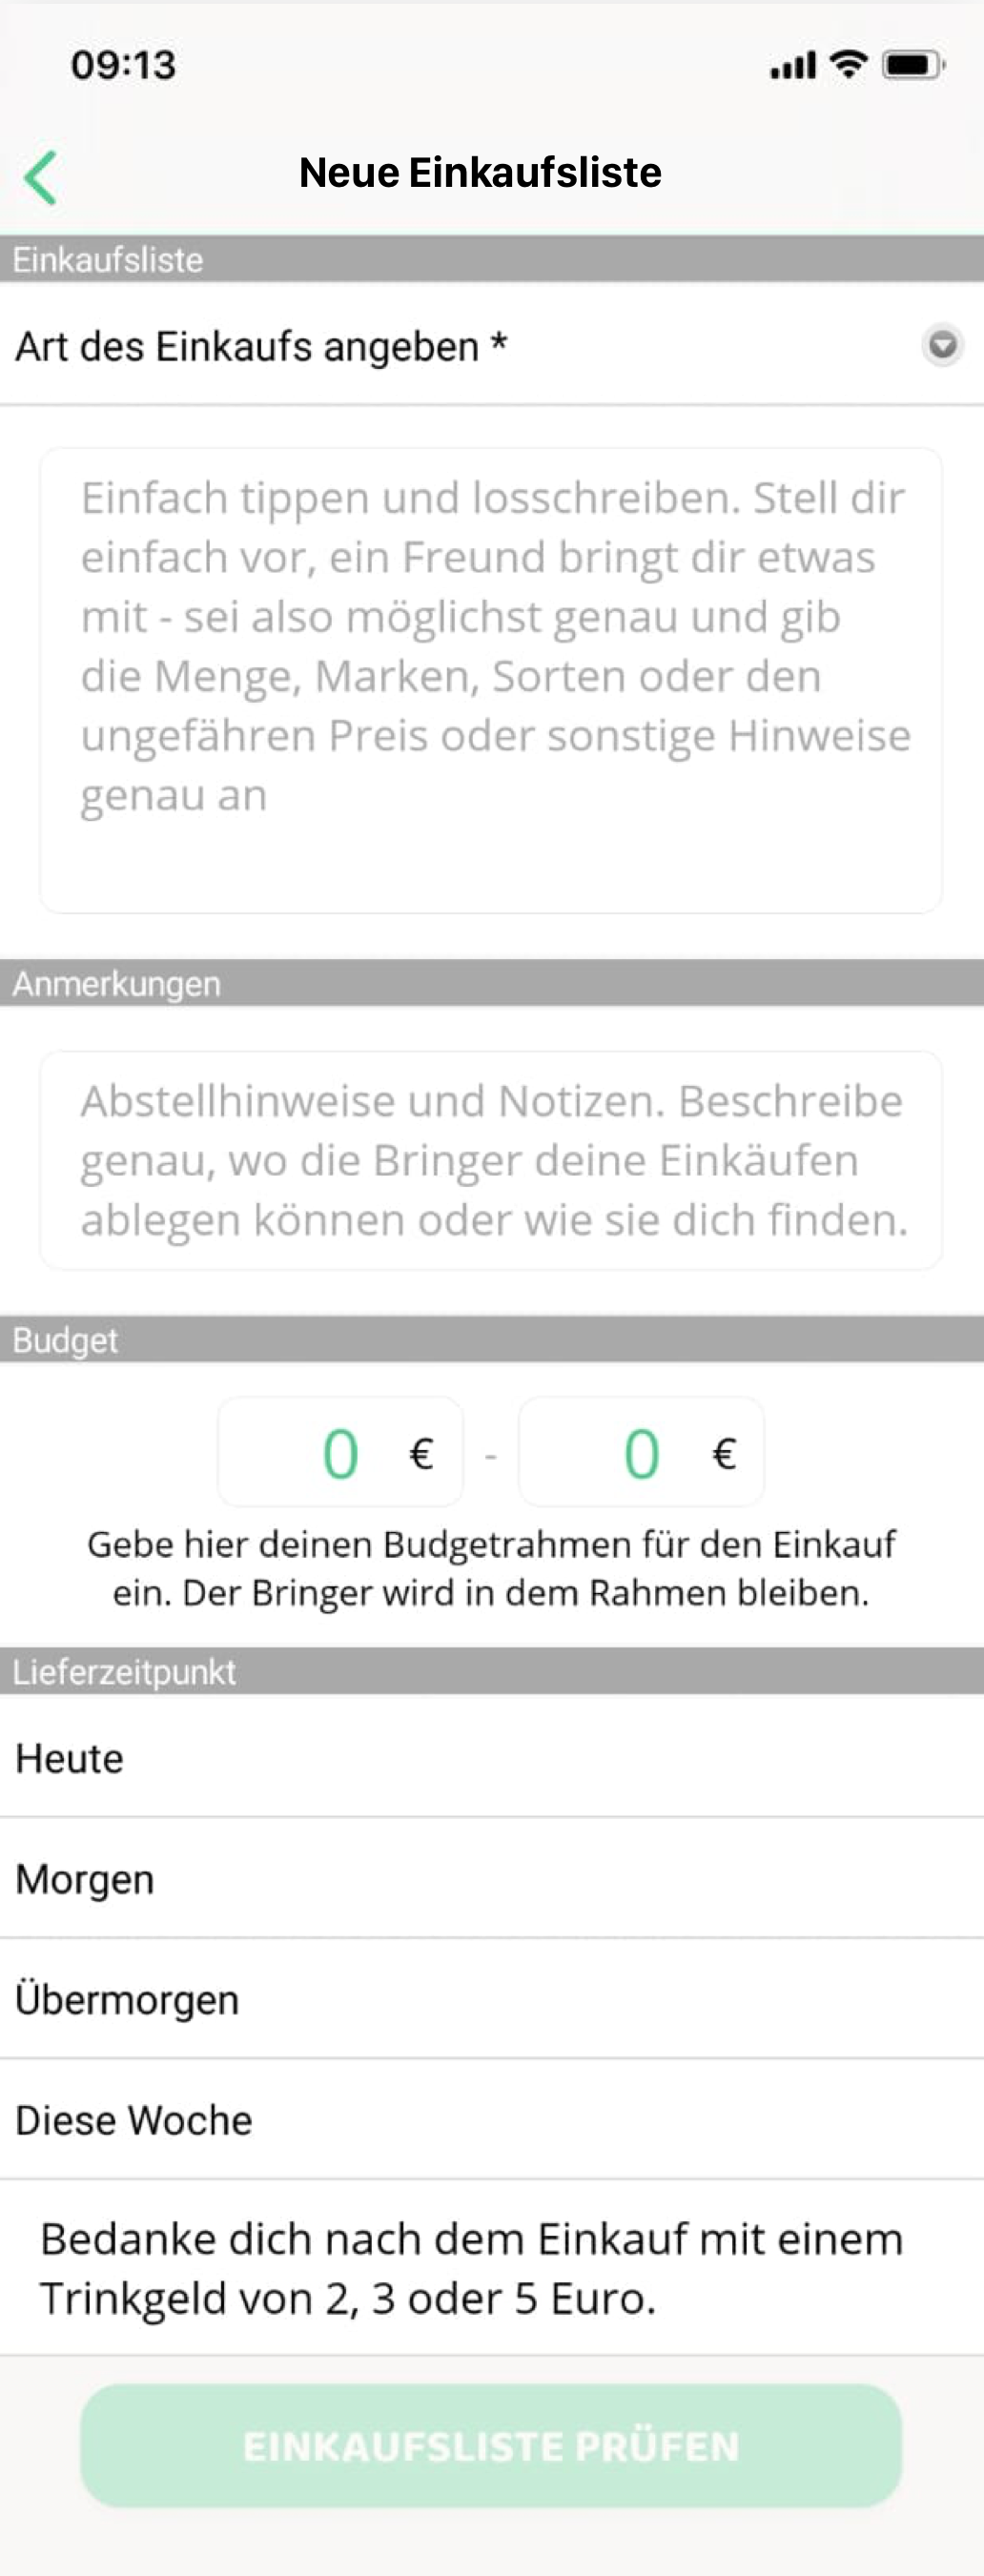 09:13
Neue Einkaufsliste
Einkaufsliste
Art des Einkaufs angeben *
Einfach tippen und losschreiben. Stell dir
einfach vor, ein Freund bringt dir etwas
mit - sei also möglichst genau und gib
die Menge, Marken, Sorten oder den
ungefähren Preis oder sonstige Hinweise
genau an
Anmerkungen
Abstellhinweise und Notizen. Beschreibe
genau, wo die Bringer deine Einkäufen
ablegen können oder wie sie dich finden.
Budget
0 € - 0 €
Gebe hier deinen Budgetrahmen für den Einkauf
ein. Der Bringer wird in dem Rahmen bleiben.
Lieferzeitpunkt
Heute
Morgen
Übermorgen
Diese Woche
Bedanke dich nach dem Einkauf mit einem
Trinkgeld von 2, 3 oder 5 Euro.
EINKAUFSLISTE PRÜFEN